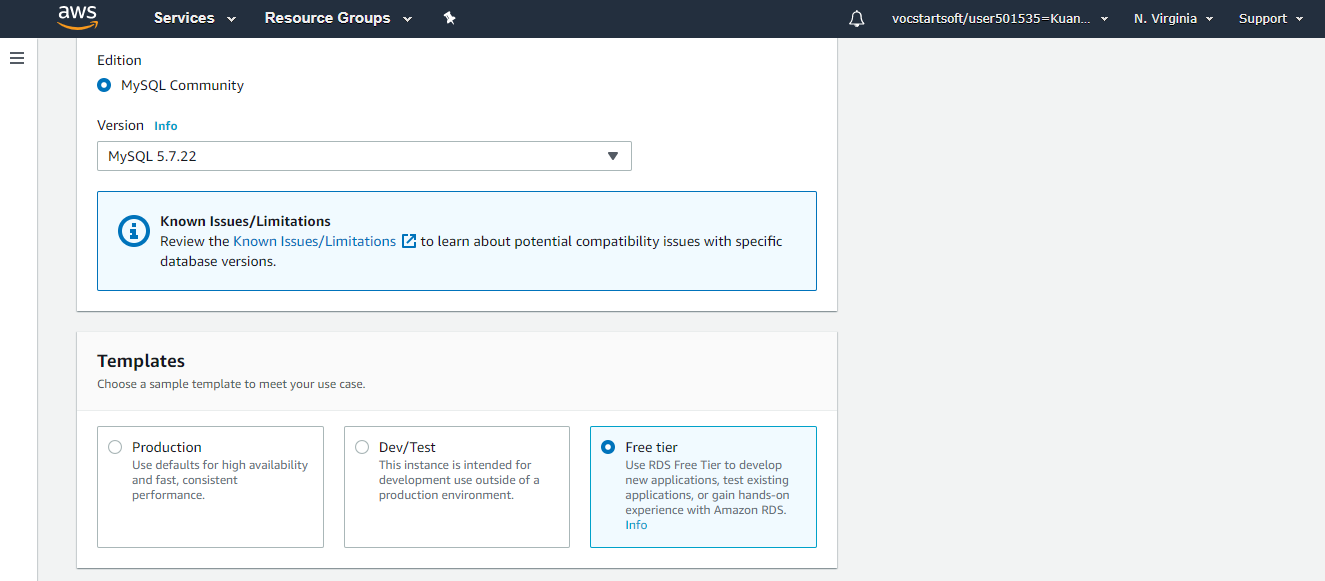 aws Services Resource Groups vocstartsoft/user501535=Kuan... N. Virginia Support
Edition
MySQL Community
Version Info
MySQL 5.7.22
Known Issues/Limitations
Review the Known Issues/Limitations to learn about potential compatibility issues with specific
database versions.
Templates
Choose a sample template to meet your use case.
Production
Use defaults for high availability
and fast, consistent
performance.
Dev/Test
This instance is intended for
development use outside of a
production environment.
Free tier
Use RDS Free Tier to develop
new applications, test existing
applications, or gain hands-on
experience with Amazon RDS.
Info